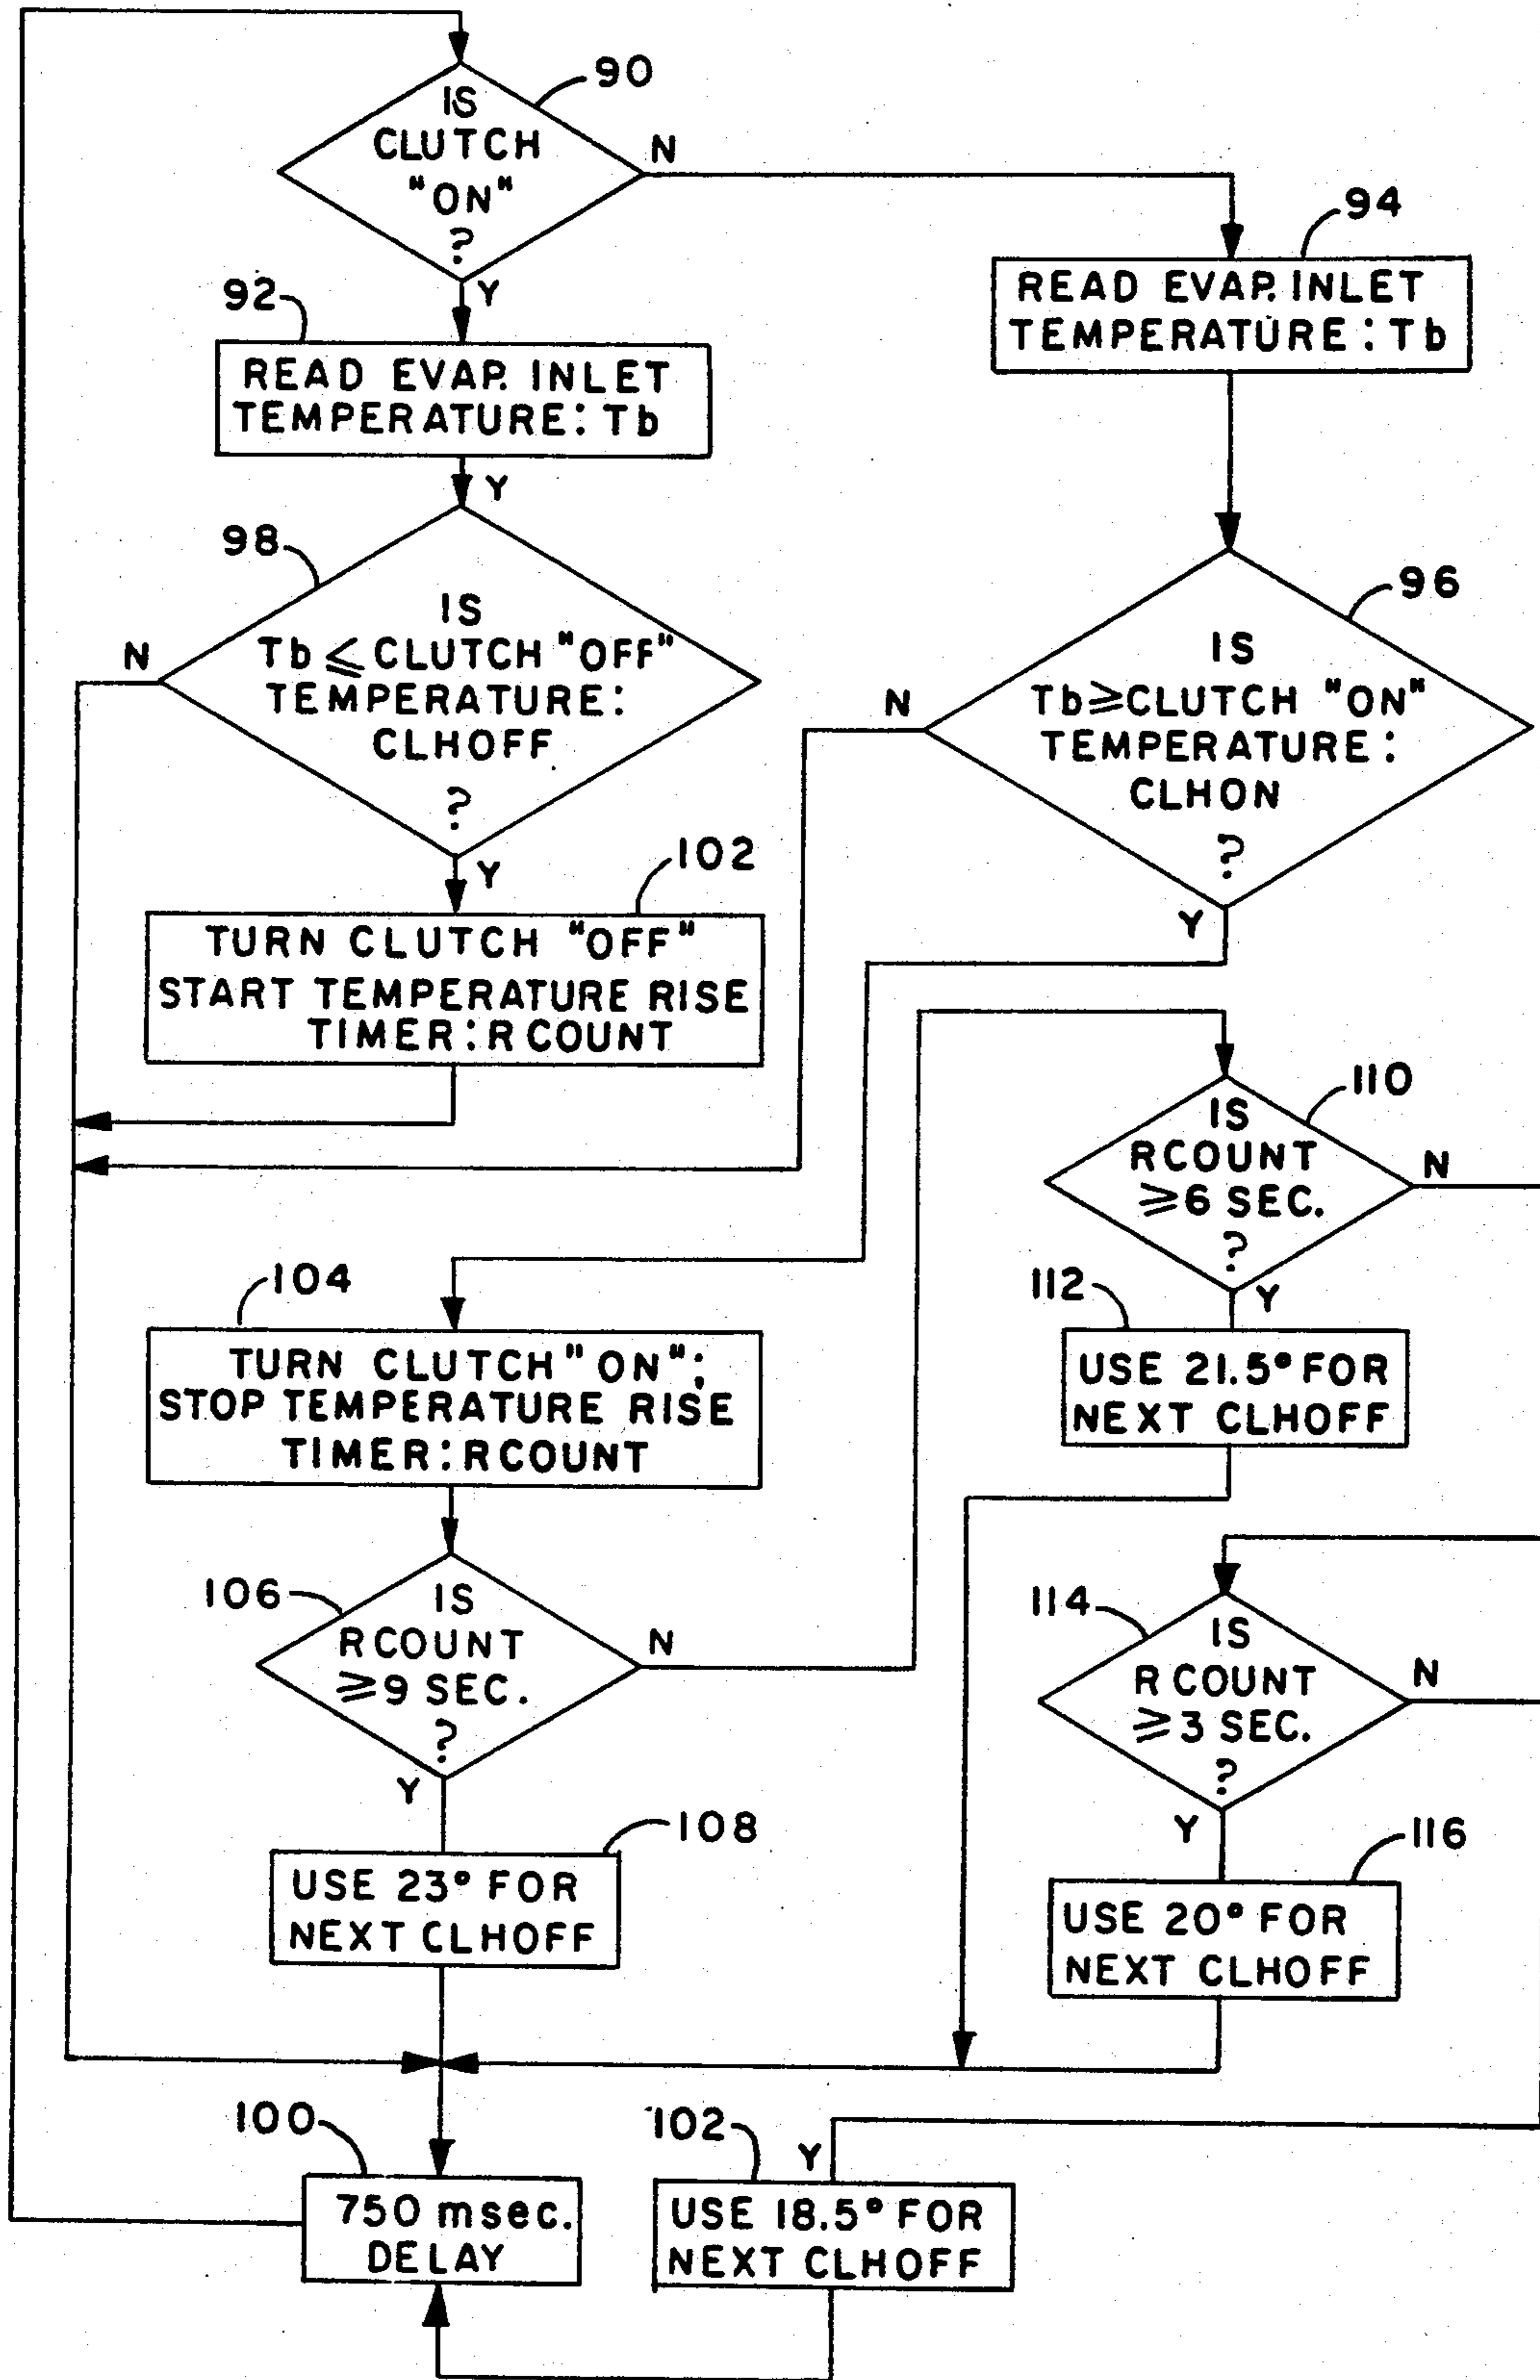 90
IS
CLUTCH
"ON"
?
N
Y
94
READ EVAP. INLET
TEMPERATURE: Tb
92
READ EVAP. INLET
TEMPERATURE: Tb
Y
98
IS
Tb ≤ CLUTCH "OFF"
TEMPERATURE:
CLHOFF
?
N
Y
96
IS
Tb ≥ CLUTCH "ON"
TEMPERATURE:
CLHON
?
N
Y
102
TURN CLUTCH "OFF"
START TEMPERATURE RISE
TIMER: RCOUNT
110
IS
RCOUNT
≥6 SEC.
?
N
Y
104
TURN CLUTCH "ON";
STOP TEMPERATURE RISE
TIMER: RCOUNT
112
USE 21.5° FOR
NEXT CLHOFF
106
IS
RCOUNT
≥9 SEC.
?
N
Y
114
IS
RCOUNT
≥3 SEC.
?
N
Y
108
USE 23° FOR
NEXT CLHOFF
116
USE 20° FOR
NEXT CLHOFF
100
750 msec.
DELAY
102
Y
USE 18.5° FOR
NEXT CLHOFF